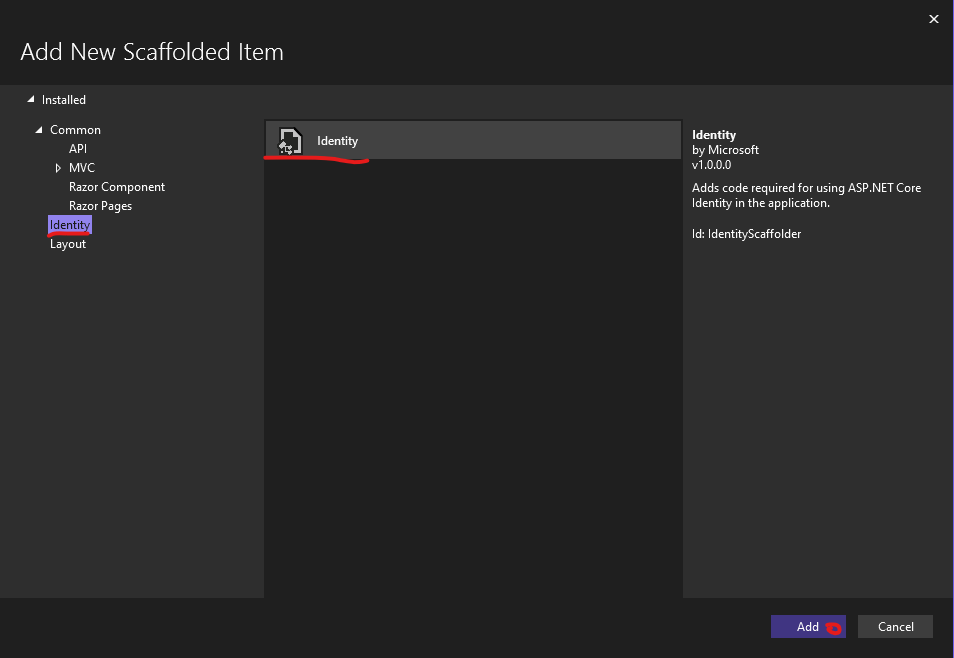 Add New Scaffolded Item
Installed
Common
API
MVC
Razor Component
Razor Pages
Identity
Layout
Identity
Identity
by Microsoft
v1.0.0.0
Adds code required for using ASP.NET Core
Identity in the application.
Id: IdentityScaffolder
Add
Cancel